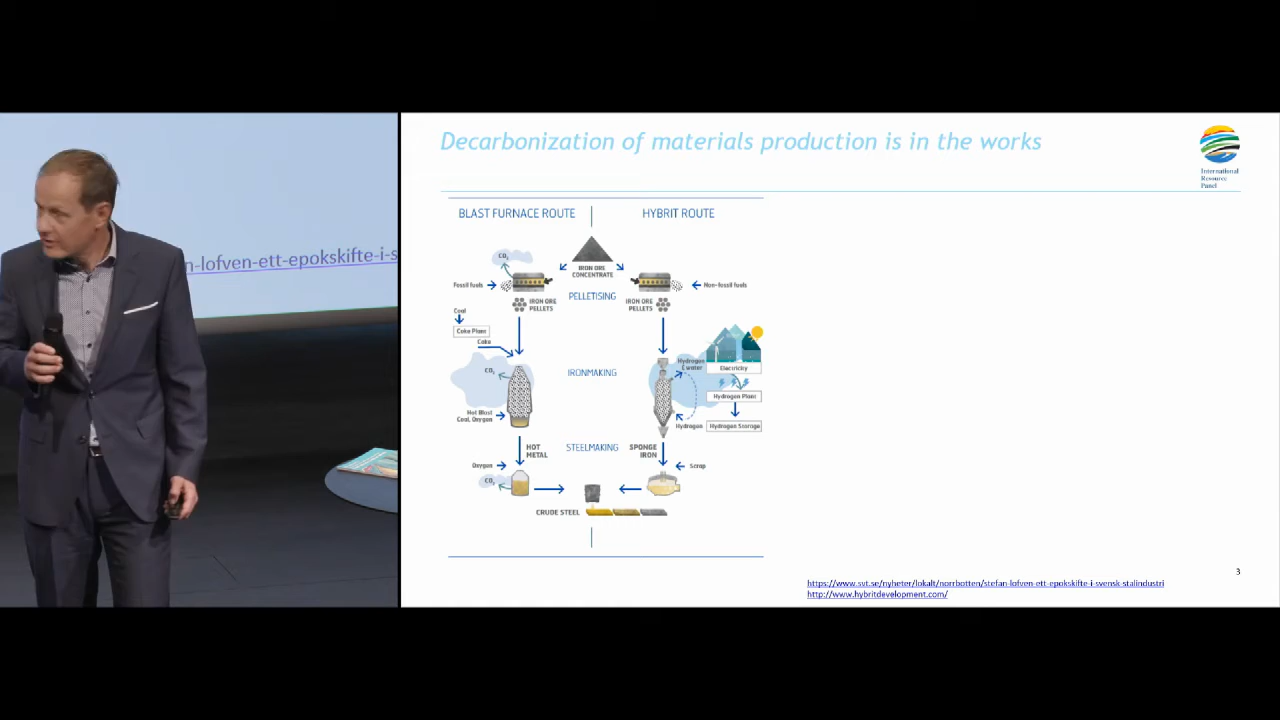 n-lofven-ett-epokskifte-i-s
Decarbonization of materials production is in the works
International
Resource
Panel
BLAST FURNACE ROUTE
HYBRIT ROUTE
CO₂
IRON ORE
CONCENTRATE
Fossil fuels
Non-fossil fuels
PELLETISING
IRON ORE
PELLETS
IRON ORE
PELLETS
Coal
Coke Plant
Coke
Hydrogen
& water
Electricity
CO₂
IRONMAKING
Hydrogen Plant
Hot Blast
Coal, Oxygen
Hydrogen
Hydrogen Storage
HOT
METAL
STEELMAKING
SPONGE
IRON
Oxygen
Scrap
CO₂
CRUDE STEEL
3
https://www.svt.se/nyheter/lokalt/norrbotten/stefan-lofven-ett-epokskifte-i-svensk-stalindustri
http://www.hybritdevelopment.com/